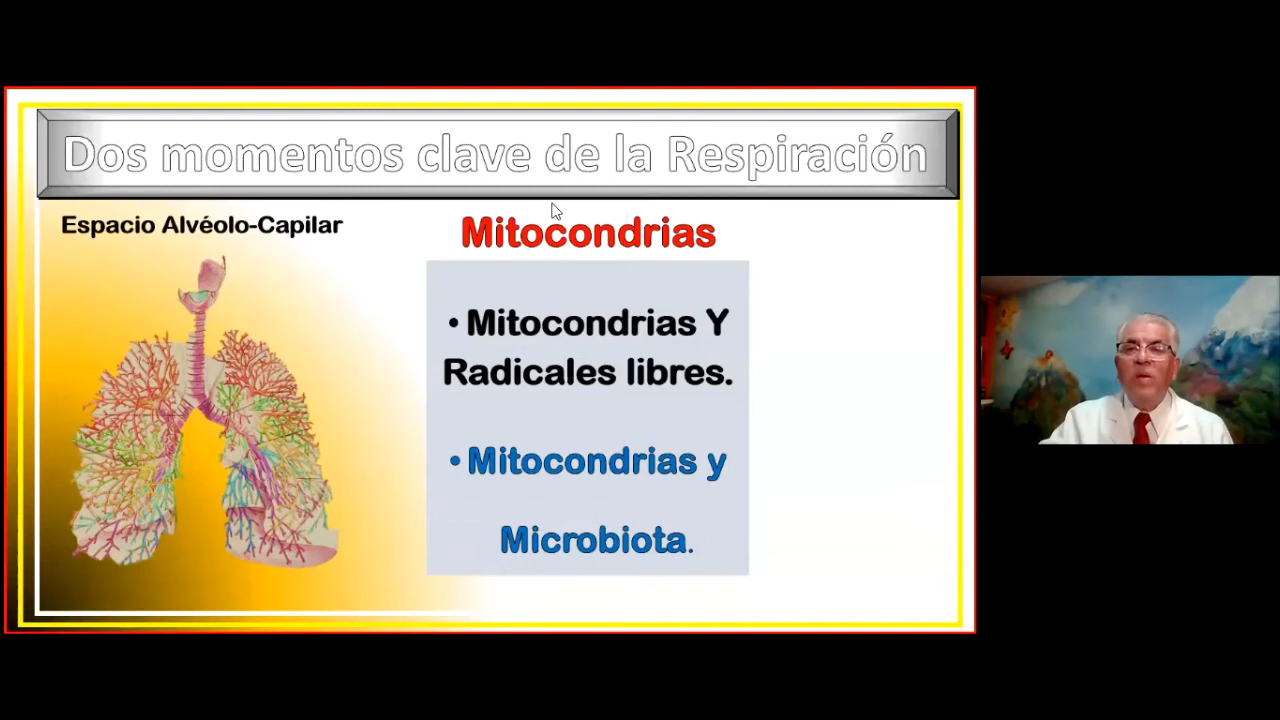 Dos momentos clave de la Respiración
Espacio Alvéolo-Capilar
Mitocondrias
• Mitocondrias Y
Radicales libres.
• Mitocondrias y
Microbiota.